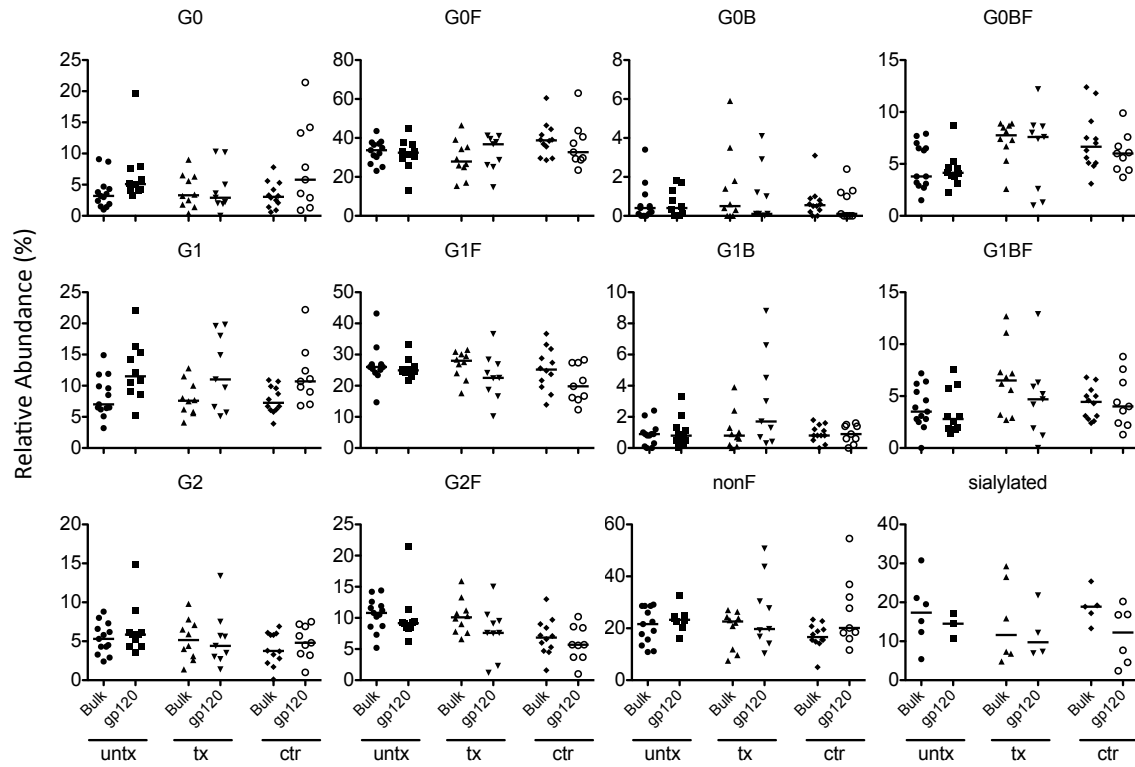 G0 G0F G0B G0BF
25 80 8 15
20 60 6 10
15 40 4 5
10 20 2 0
5 0 0
0
G1 G1F G1B G1BF
25 50 10 15
20 40 8 10
15 30 6 5
10 20 4 0
5 10 2
0 0 0
G2 G2F nonF sialylated
20 25 60 40
15 20 40 30
10 15 20 20
5 10 0 10
0 5 0
0
Relative Abundance (%)
Bulk gp120 Bulk gp120 Bulk gp120 Bulk gp120 Bulk gp120 Bulk gp120 Bulk gp120 Bulk gp120 Bulk gp120 Bulk gp120 Bulk gp120 Bulk gp120
untx tx ctr untx tx ctr untx tx ctr untx tx ctr